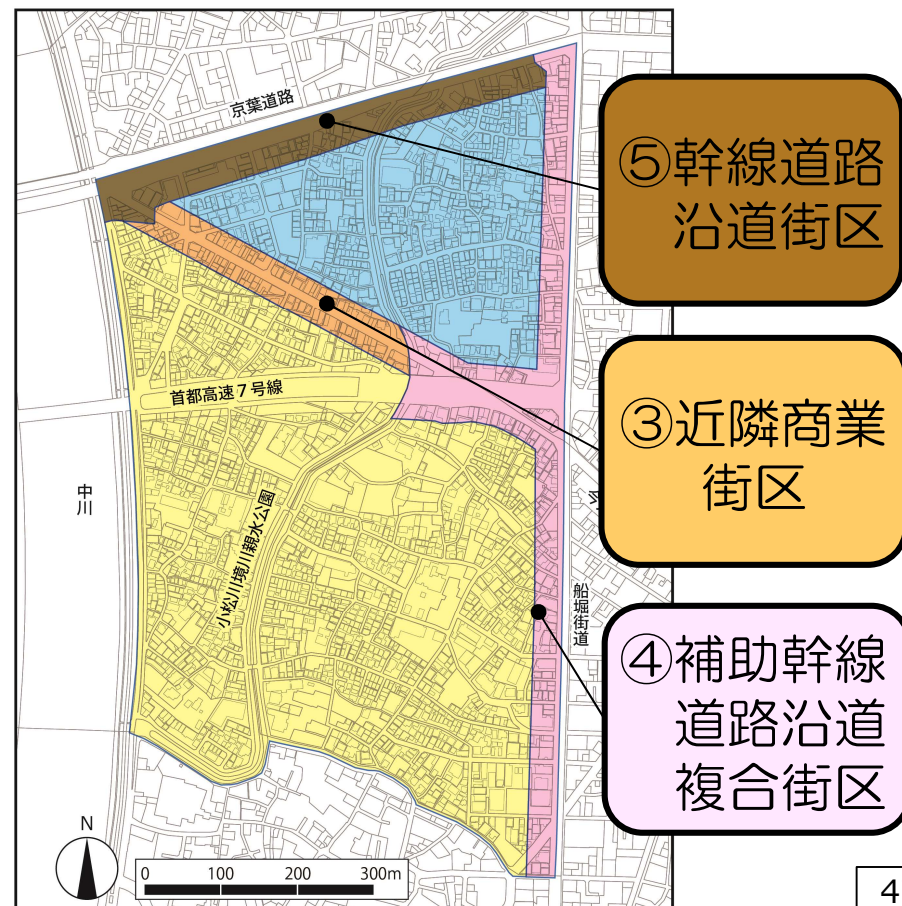 京葉道路
⑤幹線道路
沿道街区
③近隣商業
街区
首都高速7号線
中川
小松川境川親水公園
船堀街道
④補助幹線
道路沿道
複合街区
N
0 100 200 300m
4